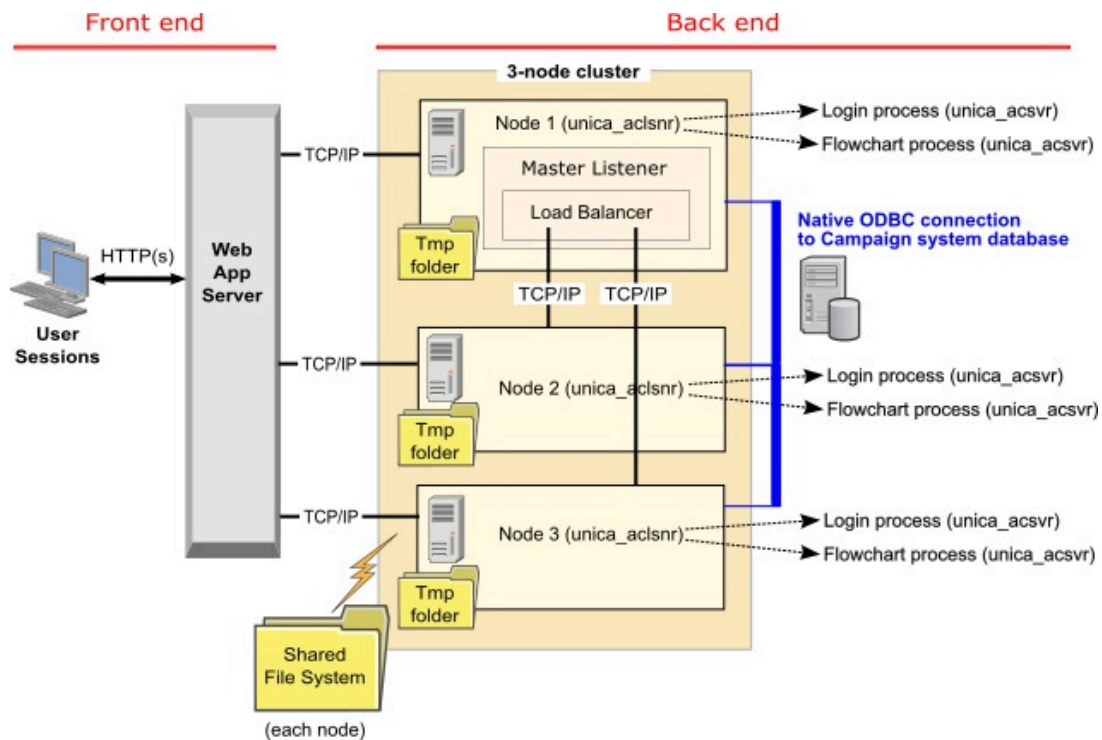 Front end
Back end
3-node cluster
Node 1 (unica_aclsnr)
Login process (unica_acsvr)
Flowchart process (unica_acsvr)
TCP/IP
Master Listener
Load Balancer
Tmp
folder
Native ODBC connection
to Campaign system database
HTTP(s)
Web
App
Server
User
Sessions
TCP/IP
TCP/IP
TCP/IP
Node 2 (unica_aclsnr)
Login process (unica_acsvr)
Flowchart process (unica_acsvr)
Tmp
folder
TCP/IP
Node 3 (unica_aclsnr)
Login process (unica_acsvr)
Flowchart process (unica_acsvr)
Tmp
folder
Shared
File System
(each node)